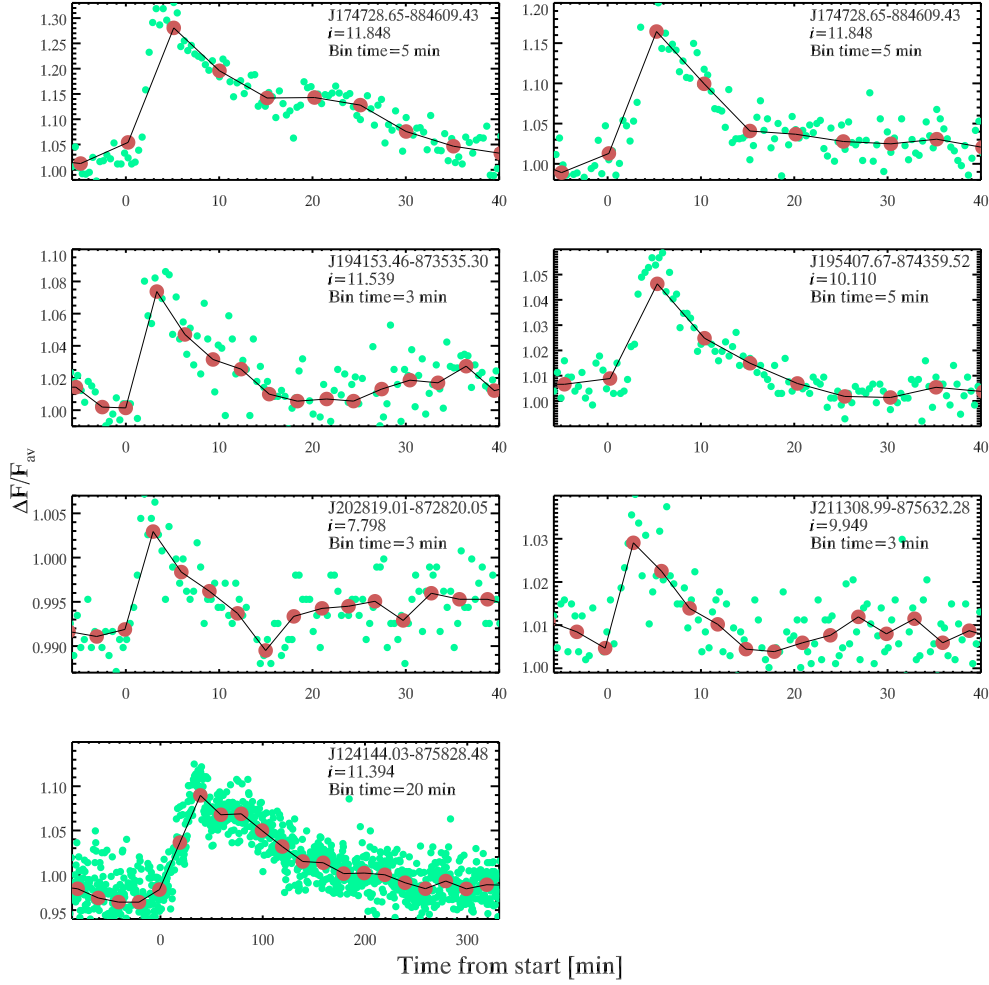 J174728.65-884609.43
i=11.848
Bin time=5 min
1.30
1.25
1.20
1.15
1.10
1.05
1.00
0 10 20 30 40
J174728.65-884609.43
i=11.848
Bin time=5 min
1.20
1.15
1.10
1.05
1.00
0 10 20 30 40
J194153.46-873535.30
i=11.539
Bin time=3 min
1.10
1.08
1.06
1.04
1.02
1.00
0 10 20 30 40
J195407.67-874359.52
i=10.110
Bin time=5 min
1.05
1.04
1.03
1.02
1.01
1.00
0 10 20 30 40
ΔF/F_av
J202819.01-872820.05
i=7.798
Bin time=3 min
1.005
1.000
0.995
0.990
0 10 20 30 40
J211308.99-875632.28
i=9.949
Bin time=3 min
1.03
1.02
1.01
1.00
0 10 20 30 40
J124144.03-875828.48
i=11.394
Bin time=20 min
1.10
1.05
1.00
0.95
0 100 200 300
Time from start [min]